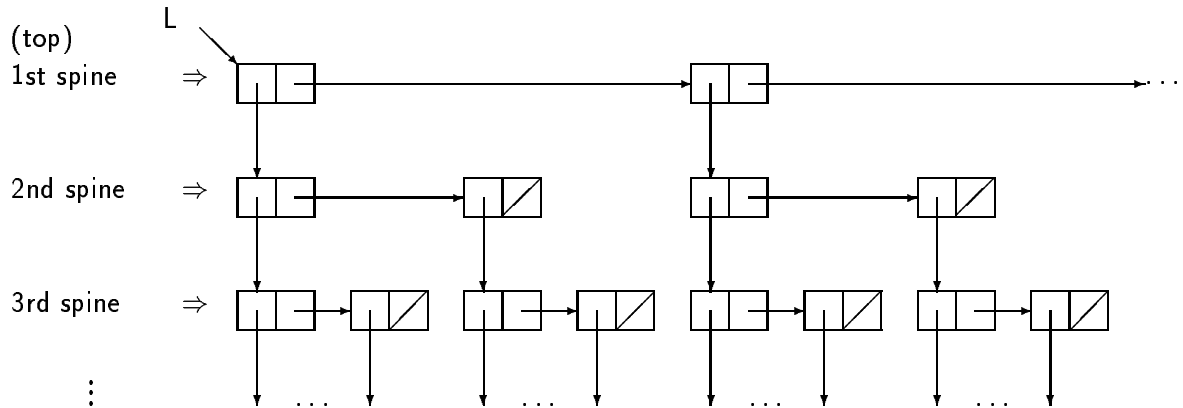 L
(top)
1st spine ⇒ ...
2nd spine ⇒
3rd spine ⇒
⋮ ... ... ... ...